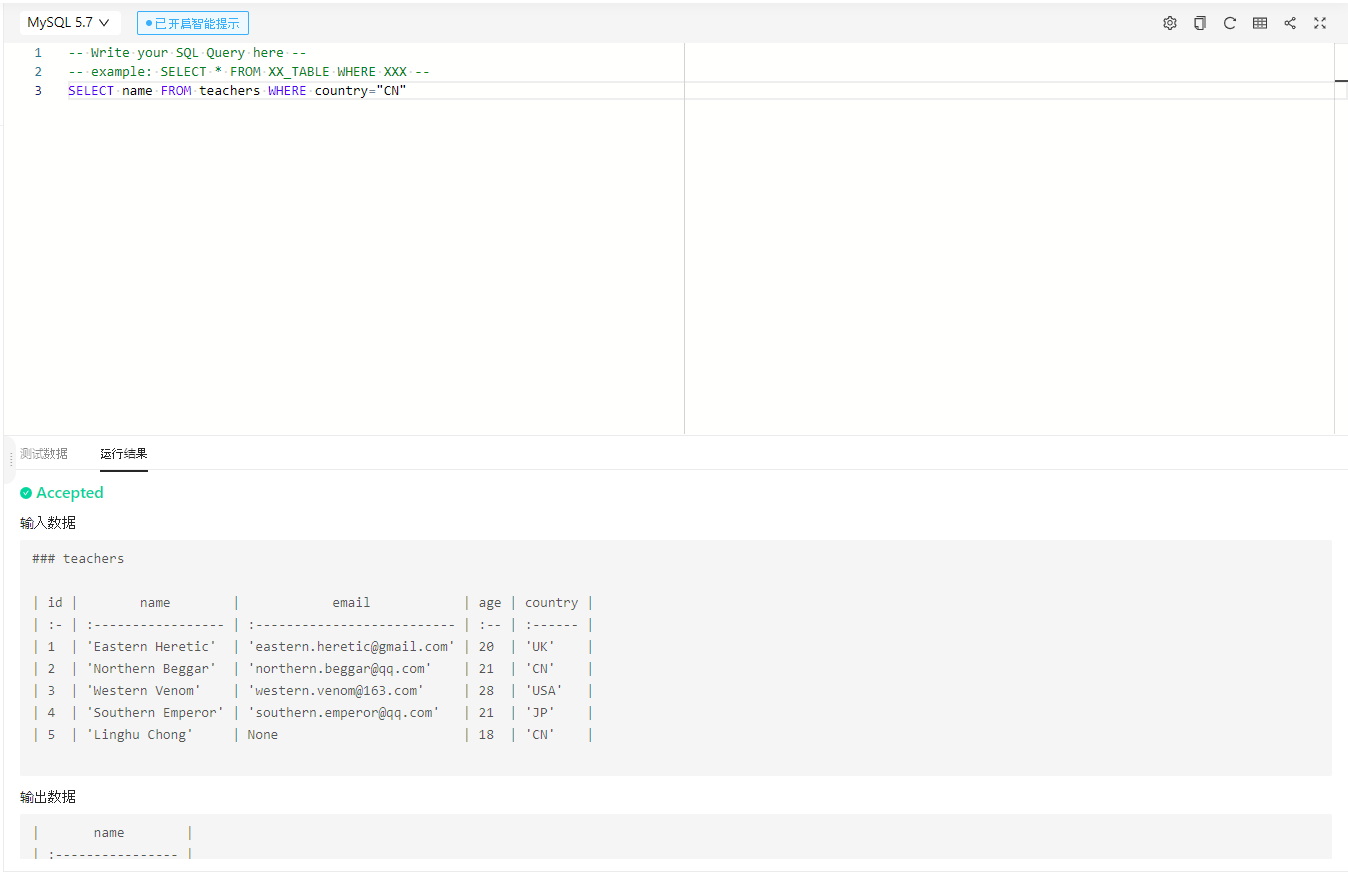 MySQL 5.7 已开启智能提示
1 -- Write your SQL Query here --
2 -- example: SELECT * FROM XX_TABLE WHERE XXX --
3 SELECT name FROM teachers WHERE country="CN"
测试数据 运行结果
Accepted
输入数据
### teachers
| id | name | email | age | country |
| :- | :----------------- | :-------------------------- | :-- | :------ |
| 1 | 'Eastern Heretic' | 'eastern.heretic@gmail.com' | 20 | 'UK' |
| 2 | 'Northern Beggar' | 'northern.beggar@qq.com' | 21 | 'CN' |
| 3 | 'Western Venom' | 'western.venom@163.com' | 28 | 'USA' |
| 4 | 'Southern Emperor' | 'southern.emperor@qq.com' | 21 | 'JP' |
| 5 | 'Linghu Chong' | None | 18 | 'CN' |
输出数据
| name |
| :---------------- |